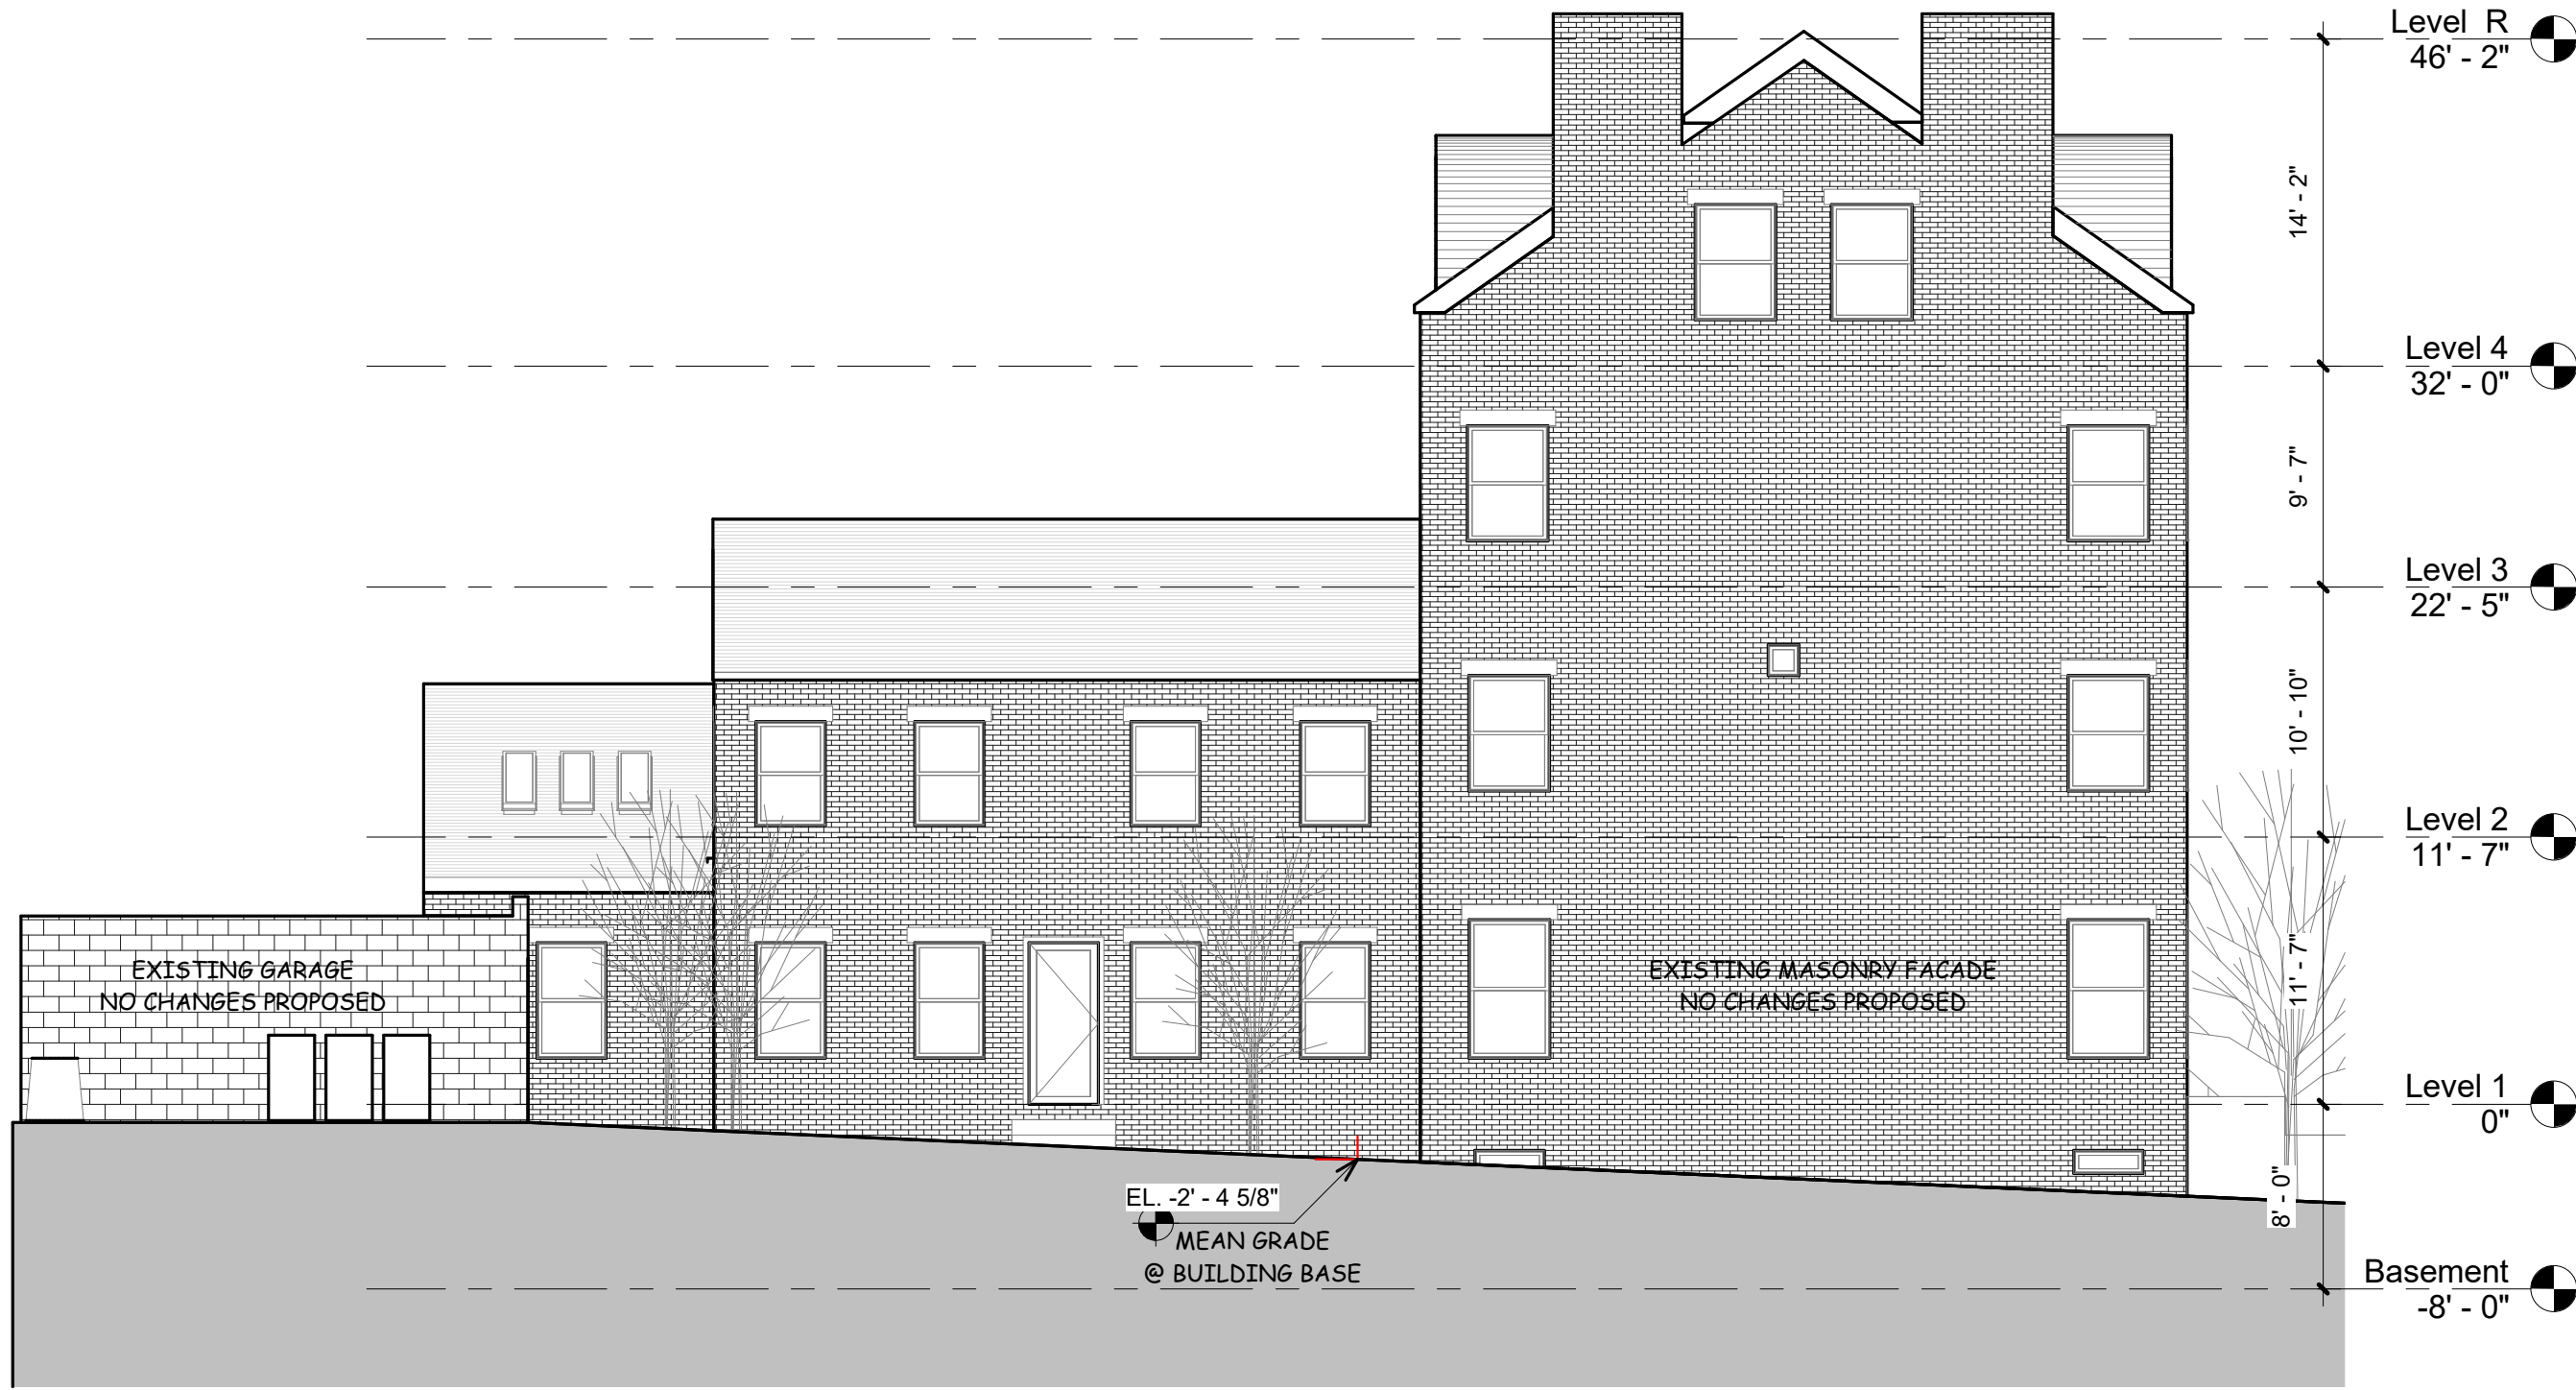 Level R
46' - 2"
14' - 2"
Level 4
32' - 0"
9' - 7"
Level 3
22' - 5"
10' - 10"
Level 2
11' - 7"
EXISTING GARAGE
NO CHANGES PROPOSED
EXISTING MASONRY FACADE
NO CHANGES PROPOSED
11' - 7"
Level 1
0"
8' - 0"
EL. -2' - 4 5/8"
MEAN GRADE
@ BUILDING BASE
Basement
-8' - 0"